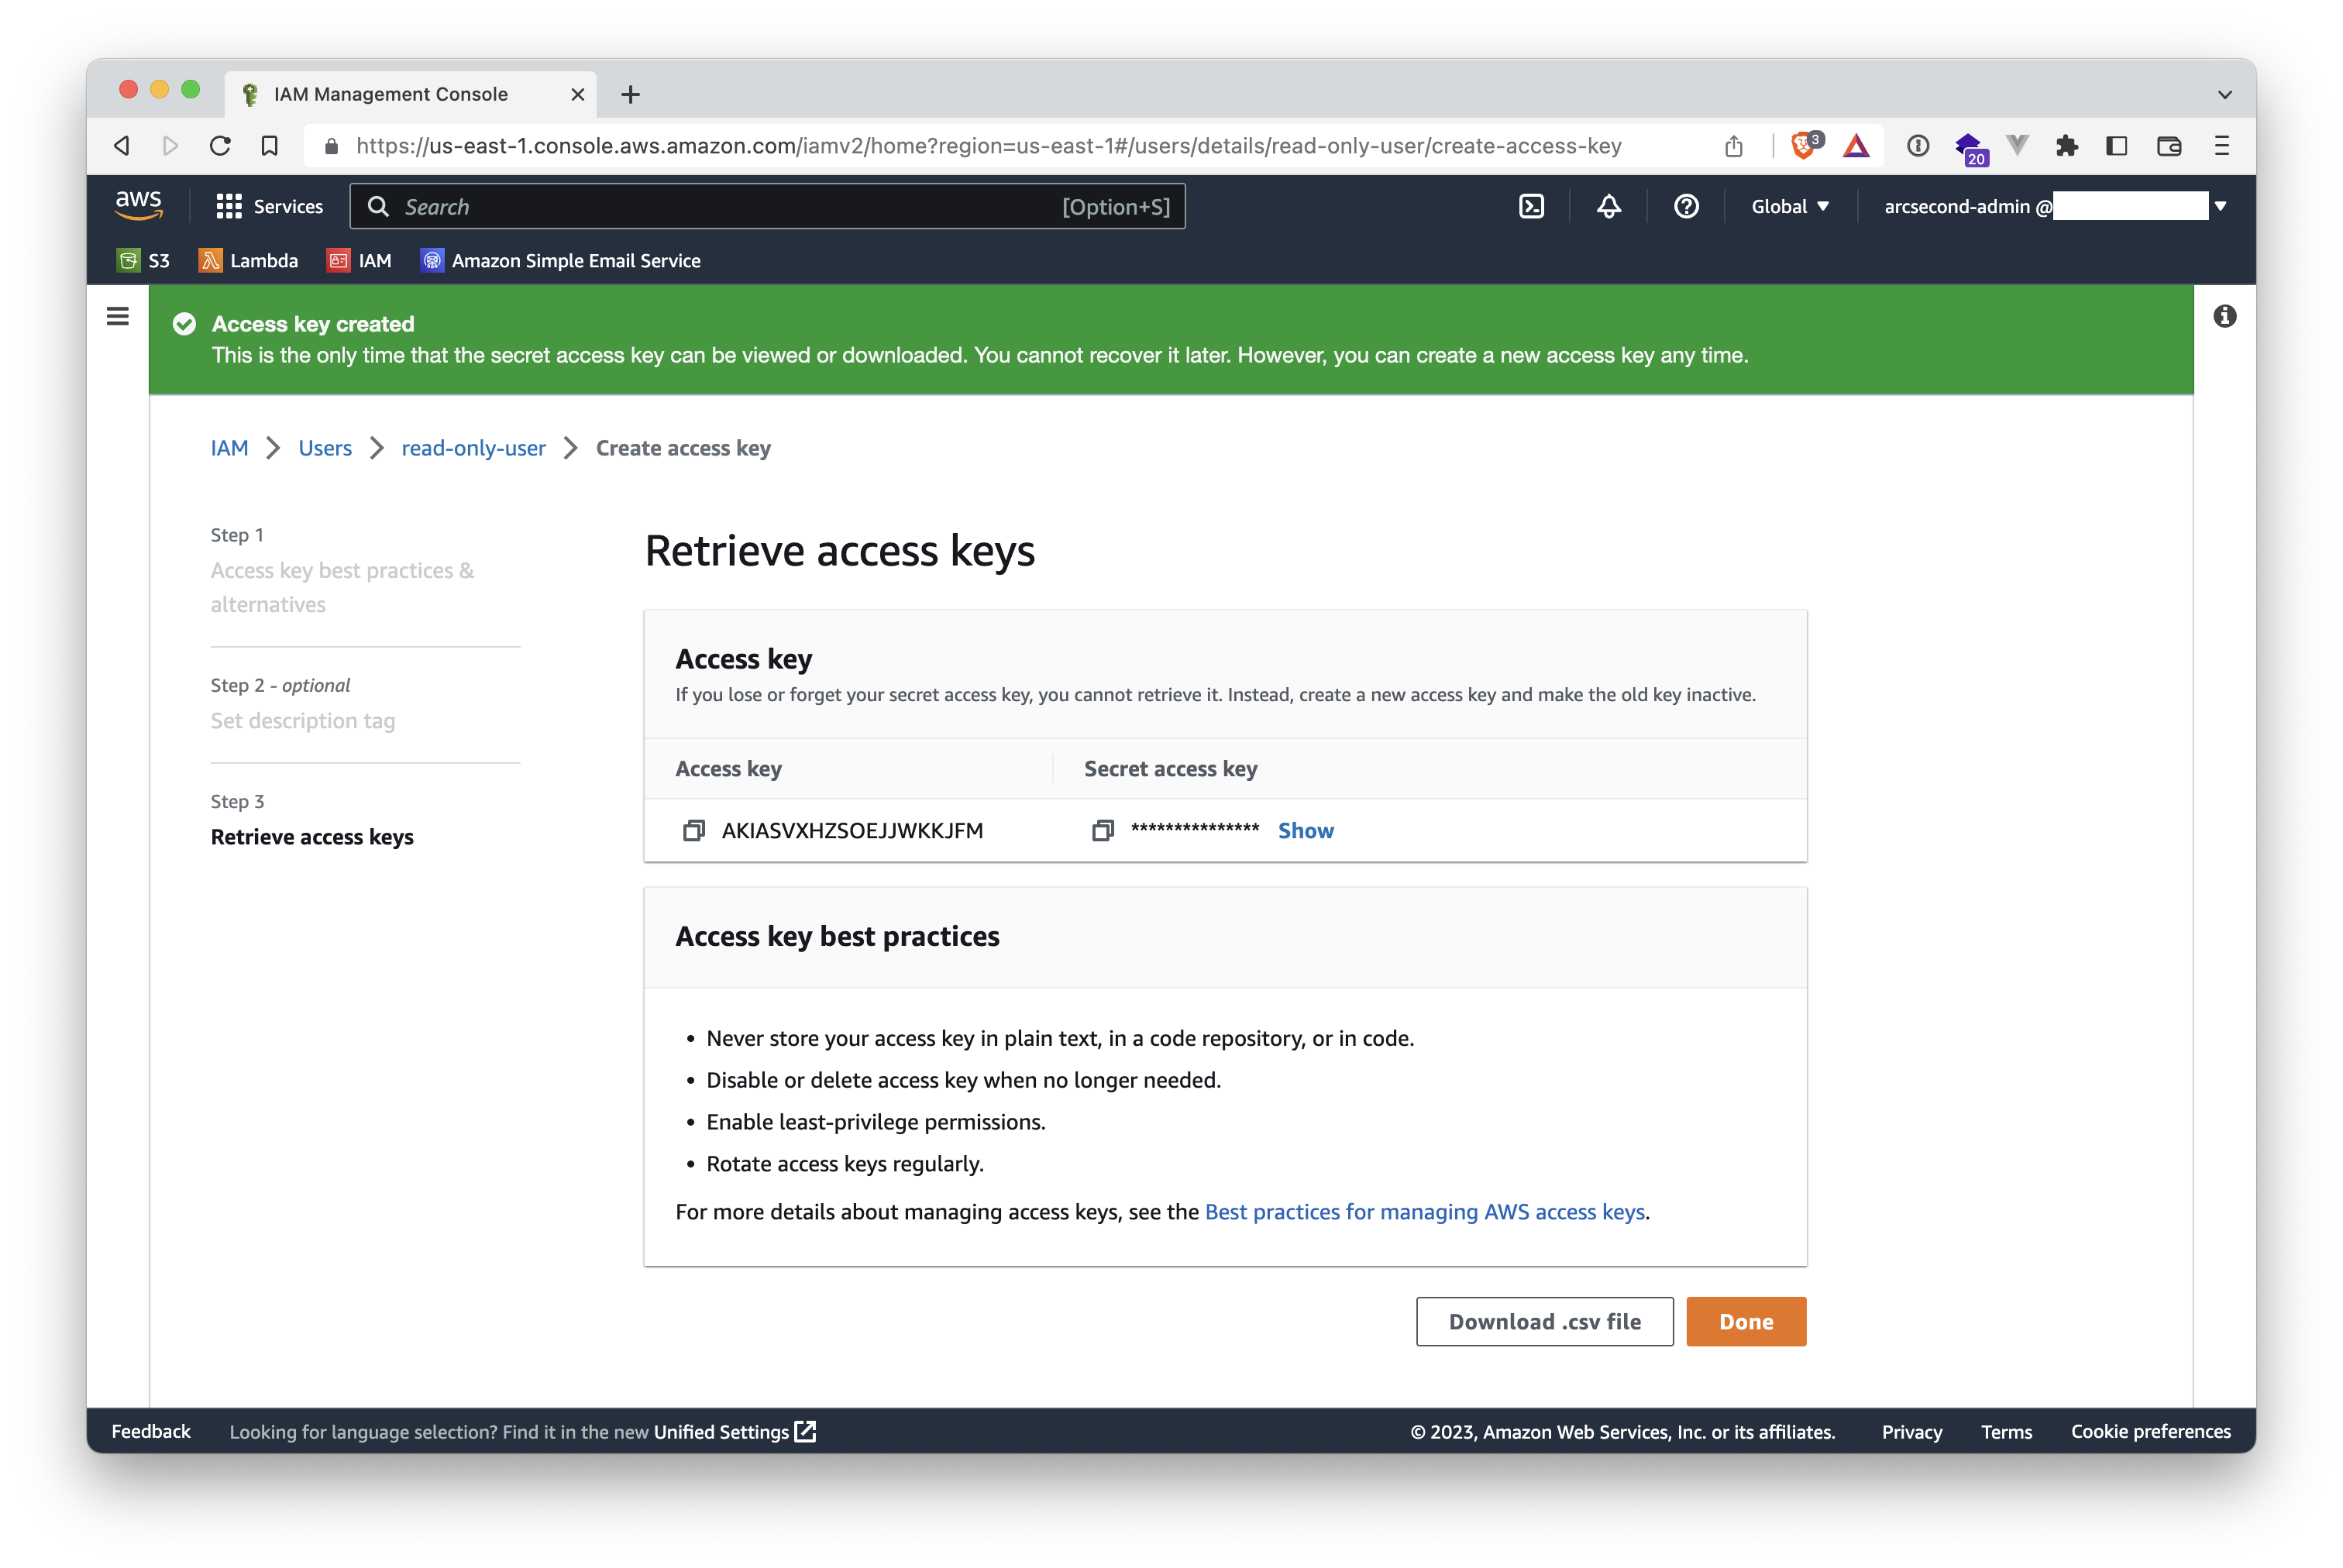 IAM Management Console
https://us-east-1.console.aws.amazon.com/iamv2/home?region=us-east-1#/users/details/read-only-user/create-access-key
3
20
aws
Services
Search
[Option+S]
Global
arcsecond-admin @
S3
Lambda
IAM
Amazon Simple Email Service
Access key created
This is the only time that the secret access key can be viewed or downloaded. You cannot recover it later. However, you can create a new access key any time.
IAM
Users
read-only-user
Create access key
Step 1
Access key best practices &
alternatives
Step 2 - optional
Set description tag
Step 3
Retrieve access keys
Retrieve access keys
Access key
If you lose or forget your secret access key, you cannot retrieve it. Instead, create a new access key and make the old key inactive.
Access key
Secret access key
AKIASVXHZSOEJJWKKJFM
***************
Show
Access key best practices
• Never store your access key in plain text, in a code repository, or in code.
• Disable or delete access key when no longer needed.
• Enable least-privilege permissions.
• Rotate access keys regularly.
For more details about managing access keys, see the Best practices for managing AWS access keys.
Download .csv file
Done
Feedback
Looking for language selection? Find it in the new Unified Settings
© 2023, Amazon Web Services, Inc. or its affiliates.
Privacy
Terms
Cookie preferences